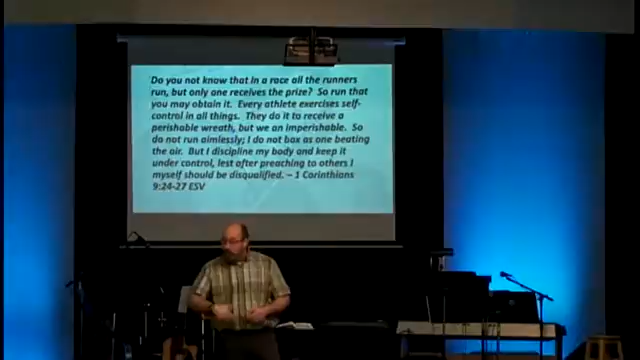 Do you not know that in a race all the runners
run, but only one receives the prize? So run that
you may obtain it. Every athlete exercises self-
control in all things. They do it to receive a
perishable wreath, but we an imperishable. So
do not run aimlessly; I do not box as one beating
the air. But I discipline my body and keep it
under control, lest after preaching to others I
myself should be disqualified. – 1 Corinthians
9:24-27 ESV